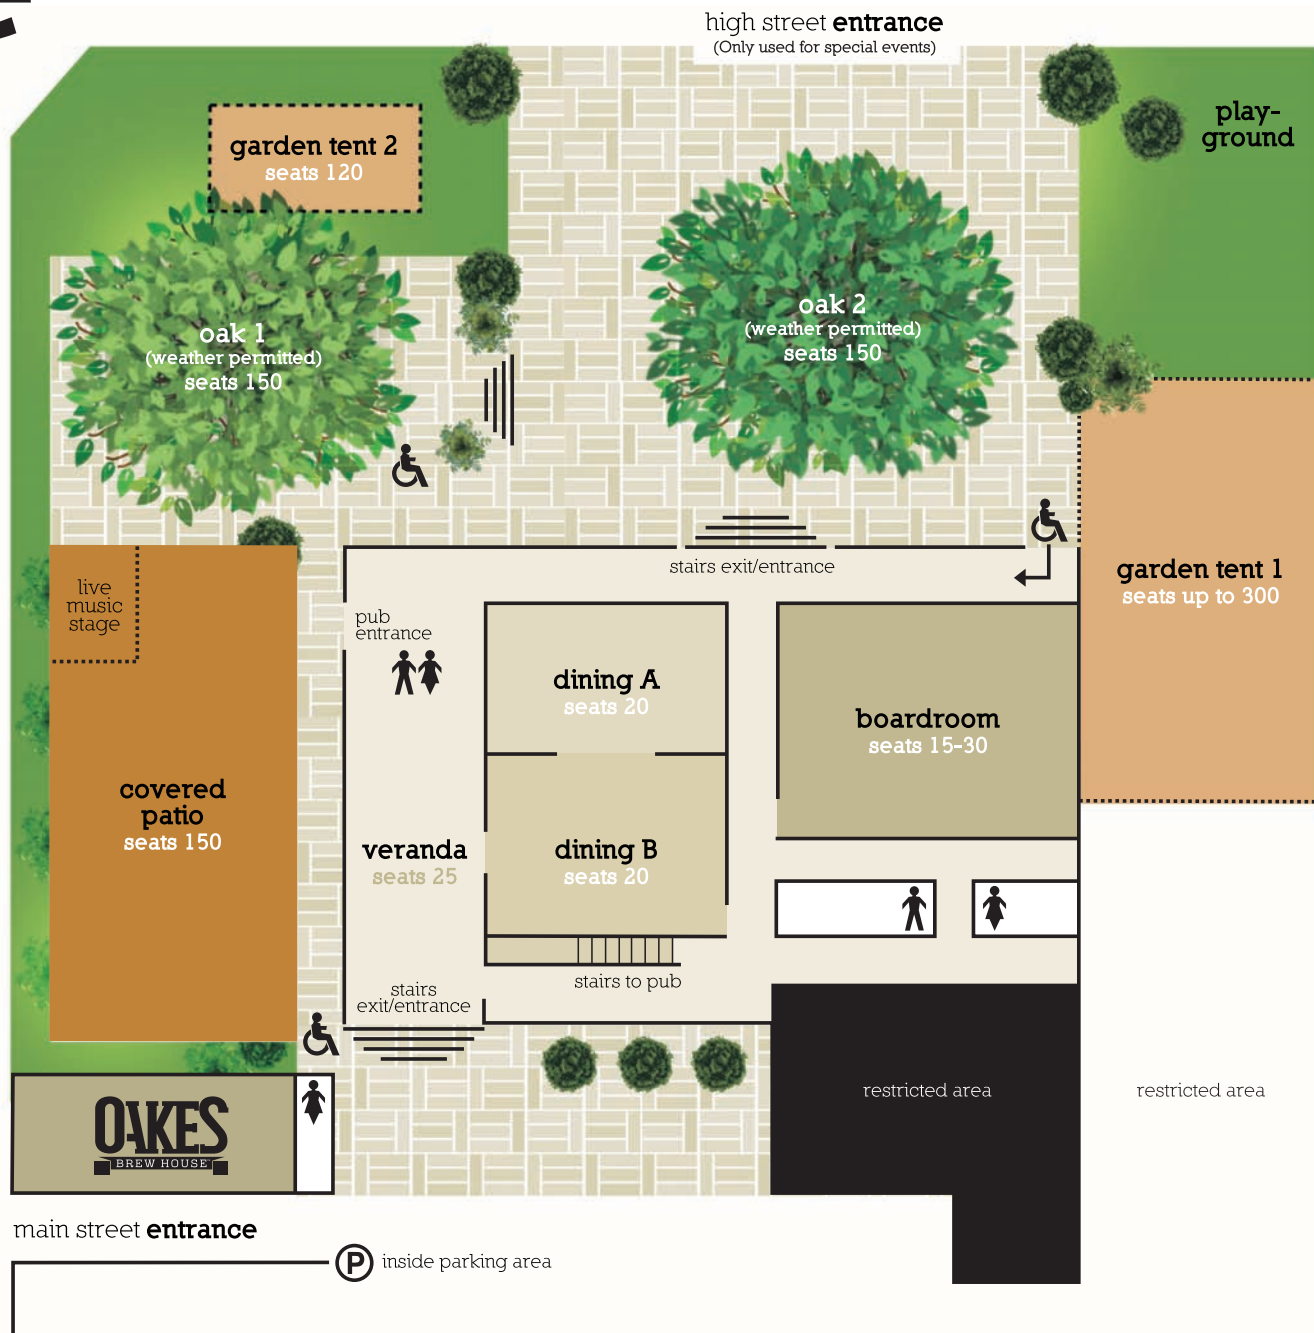 high street entrance
(Only used for special events)
play-
ground
garden tent 2
seats 120
oak 1
(weather permitted)
seats 150
oak 2
(weather permitted)
seats 150
live
music
stage
stairs exit/entrance
garden tent 1
seats up to 300
pub
entrance
dining A
seats 20
boardroom
seats 15-30
covered
patio
seats 150
veranda
seats 25
dining B
seats 20
stairs
exit/entrance
stairs to pub
restricted area
restricted area
OAKES
BREW HOUSE
main street entrance
P inside parking area